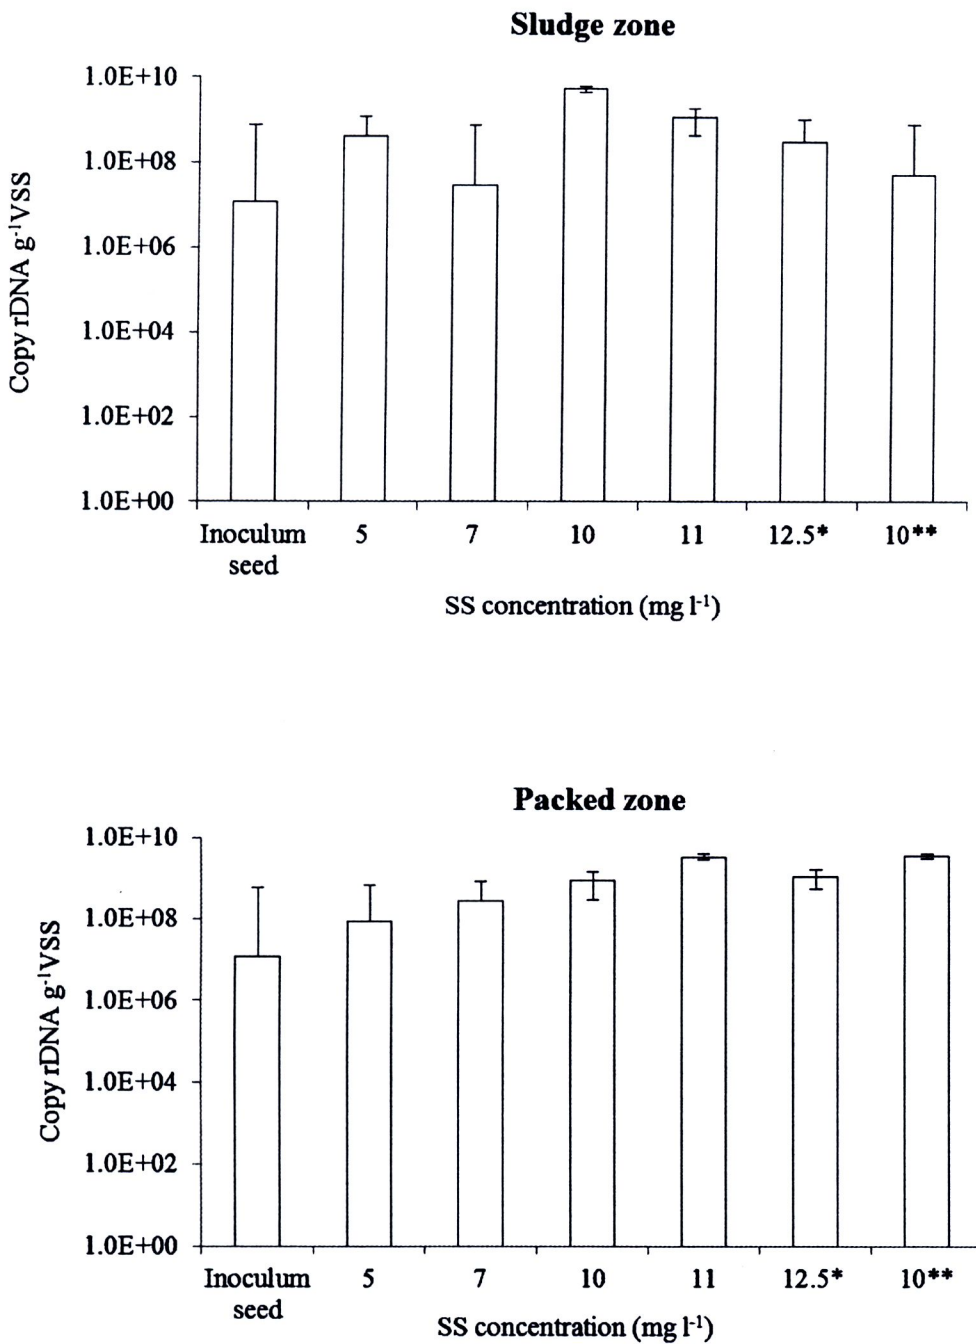 Sludge zone
1.0E+10
1.0E+08
1.0E+06
1.0E+04
1.0E+02
1.0E+00
Copy rDNA g⁻¹VSS
Inoculum seed 5 7 10 11 12.5* 10**
SS concentration (mg l⁻¹)
Packed zone
1.0E+10
1.0E+08
1.0E+06
1.0E+04
1.0E+02
1.0E+00
Copy rDNA g⁻¹VSS
Inoculum seed 5 7 10 11 12.5* 10**
SS concentration (mg l⁻¹)